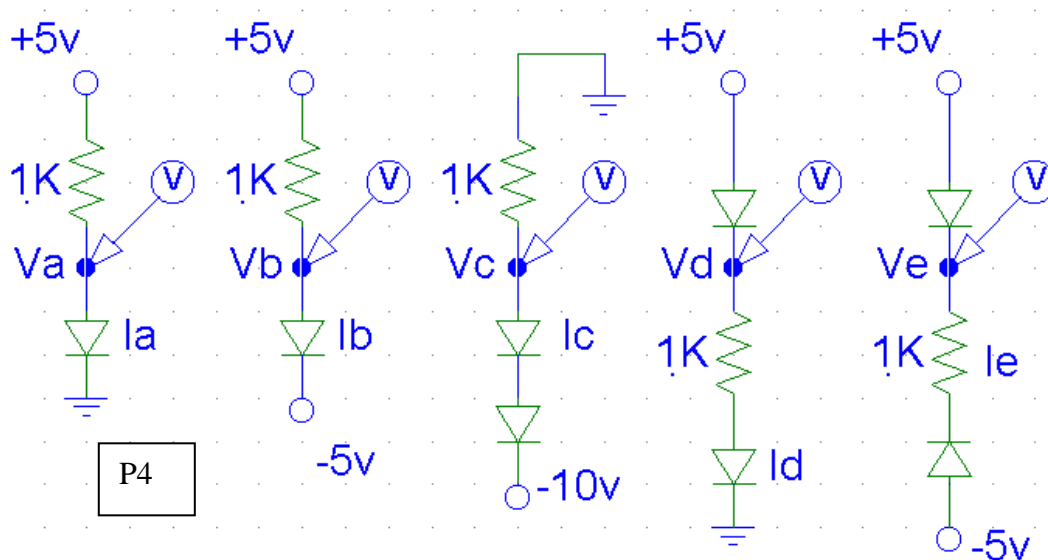 +5v
+5v
+5v
+5v
1K
V
1K
V
1K
V
V
V
Va
Vb
Vc
Vd
Ve
Ia
Ib
Ic
1K
1K
Ie
P4
-5v
-10v
Id
-5v